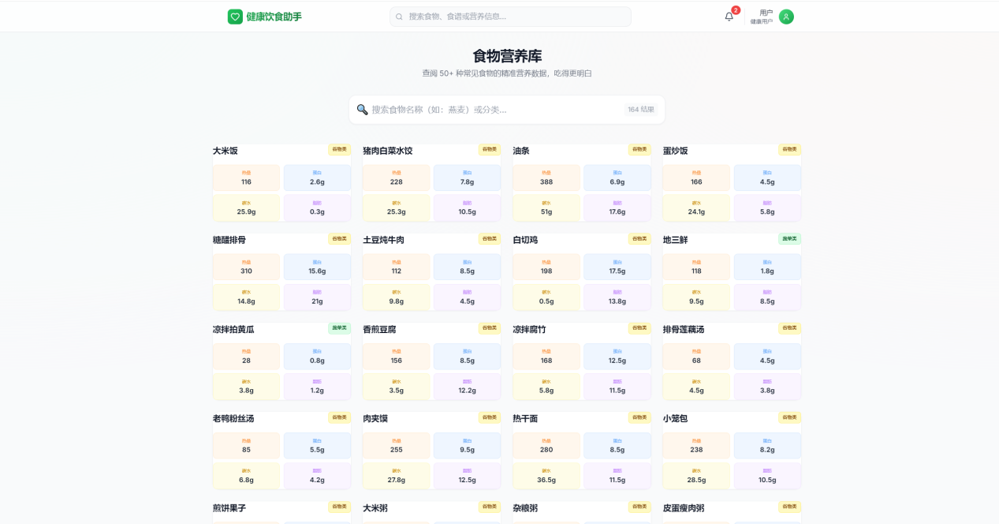 健康饮食助手
搜索食物、食谱或营养信息...
2
用户
健康用户
食物营养库
查阅 50+ 种常见食物的精准营养数据，吃得更明白
搜索食物名称（如：燕麦）或分类...
164 结果
大米饭 谷物类 猪肉白菜水饺 谷物类 油条 谷物类 蛋炒饭 谷物类
热量 蛋白 热量 蛋白 热量 蛋白 热量 蛋白
116 2.6g 228 7.8g 388 6.9g 166 4.5g
碳水 脂肪 碳水 脂肪 碳水 脂肪 碳水 脂肪
25.9g 0.3g 25.3g 10.5g 51g 17.6g 24.1g 5.8g
糖醋排骨 谷物类 土豆炖牛肉 谷物类 白切鸡 谷物类 地三鲜 蔬菜类
热量 蛋白 热量 蛋白 热量 蛋白 热量 蛋白
310 15.6g 112 8.5g 198 17.5g 118 1.8g
碳水 脂肪 碳水 脂肪 碳水 脂肪 碳水 脂肪
14.8g 21g 9.8g 4.5g 0.5g 13.8g 9.5g 8.5g
凉拌拍黄瓜 蔬菜类 香煎豆腐 谷物类 凉拌腐竹 谷物类 排骨莲藕汤 谷物类
热量 蛋白 热量 蛋白 热量 蛋白 热量 蛋白
28 0.8g 156 8.5g 168 12.5g 68 4.5g
碳水 脂肪 碳水 脂肪 碳水 脂肪 碳水 脂肪
3.8g 1.2g 3.5g 12.2g 5.8g 11.5g 4.5g 3.8g
老鸭粉丝汤 谷物类 肉夹馍 谷物类 热干面 谷物类 小笼包 谷物类
热量 蛋白 热量 蛋白 热量 蛋白 热量 蛋白
85 5.5g 255 9.5g 280 8.5g 238 8.2g
碳水 脂肪 碳水 脂肪 碳水 脂肪 碳水 脂肪
6.8g 4.2g 27.8g 12.5g 36.5g 11.5g 28.5g 10.5g
煎饼果子 谷物类 大米粥 谷物类 杂粮粥 谷物类 皮蛋瘦肉粥 谷物类